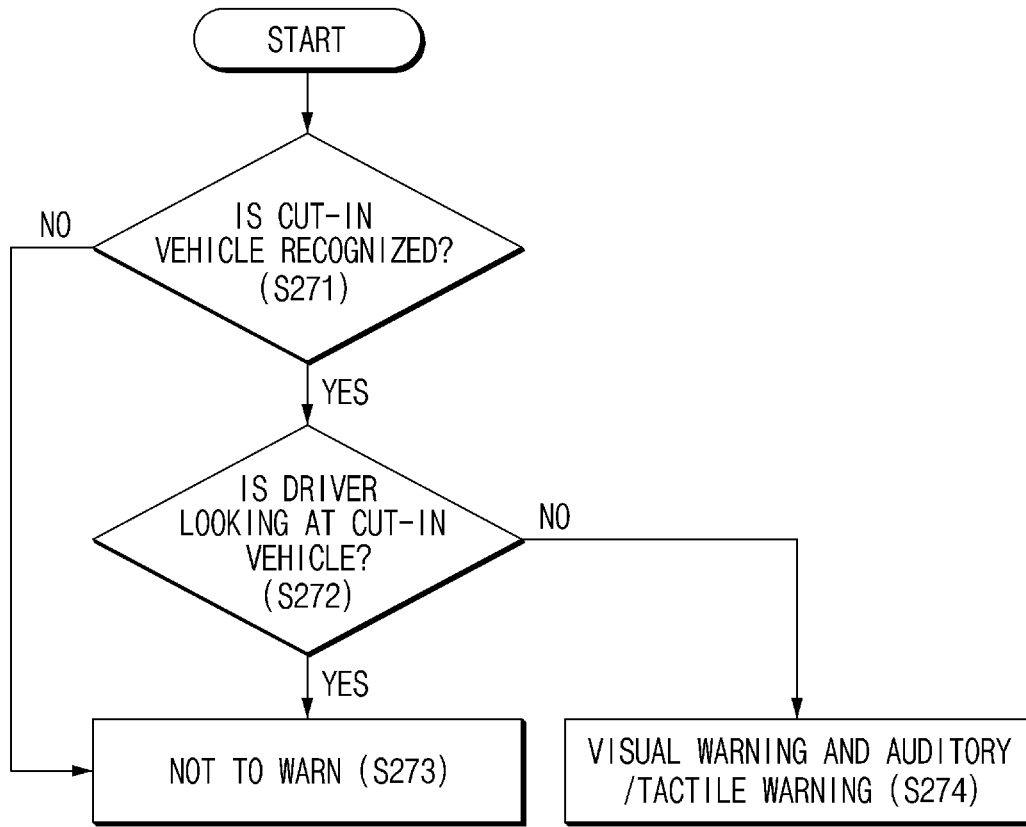 START
IS CUT-IN
VEHICLE RECOGNIZED?
(S271)
NO
YES
IS DRIVER
LOOKING AT CUT-IN
VEHICLE?
(S272)
NO
YES
NOT TO WARN (S273)
VISUAL WARNING AND AUDITORY
/TACTILE WARNING (S274)